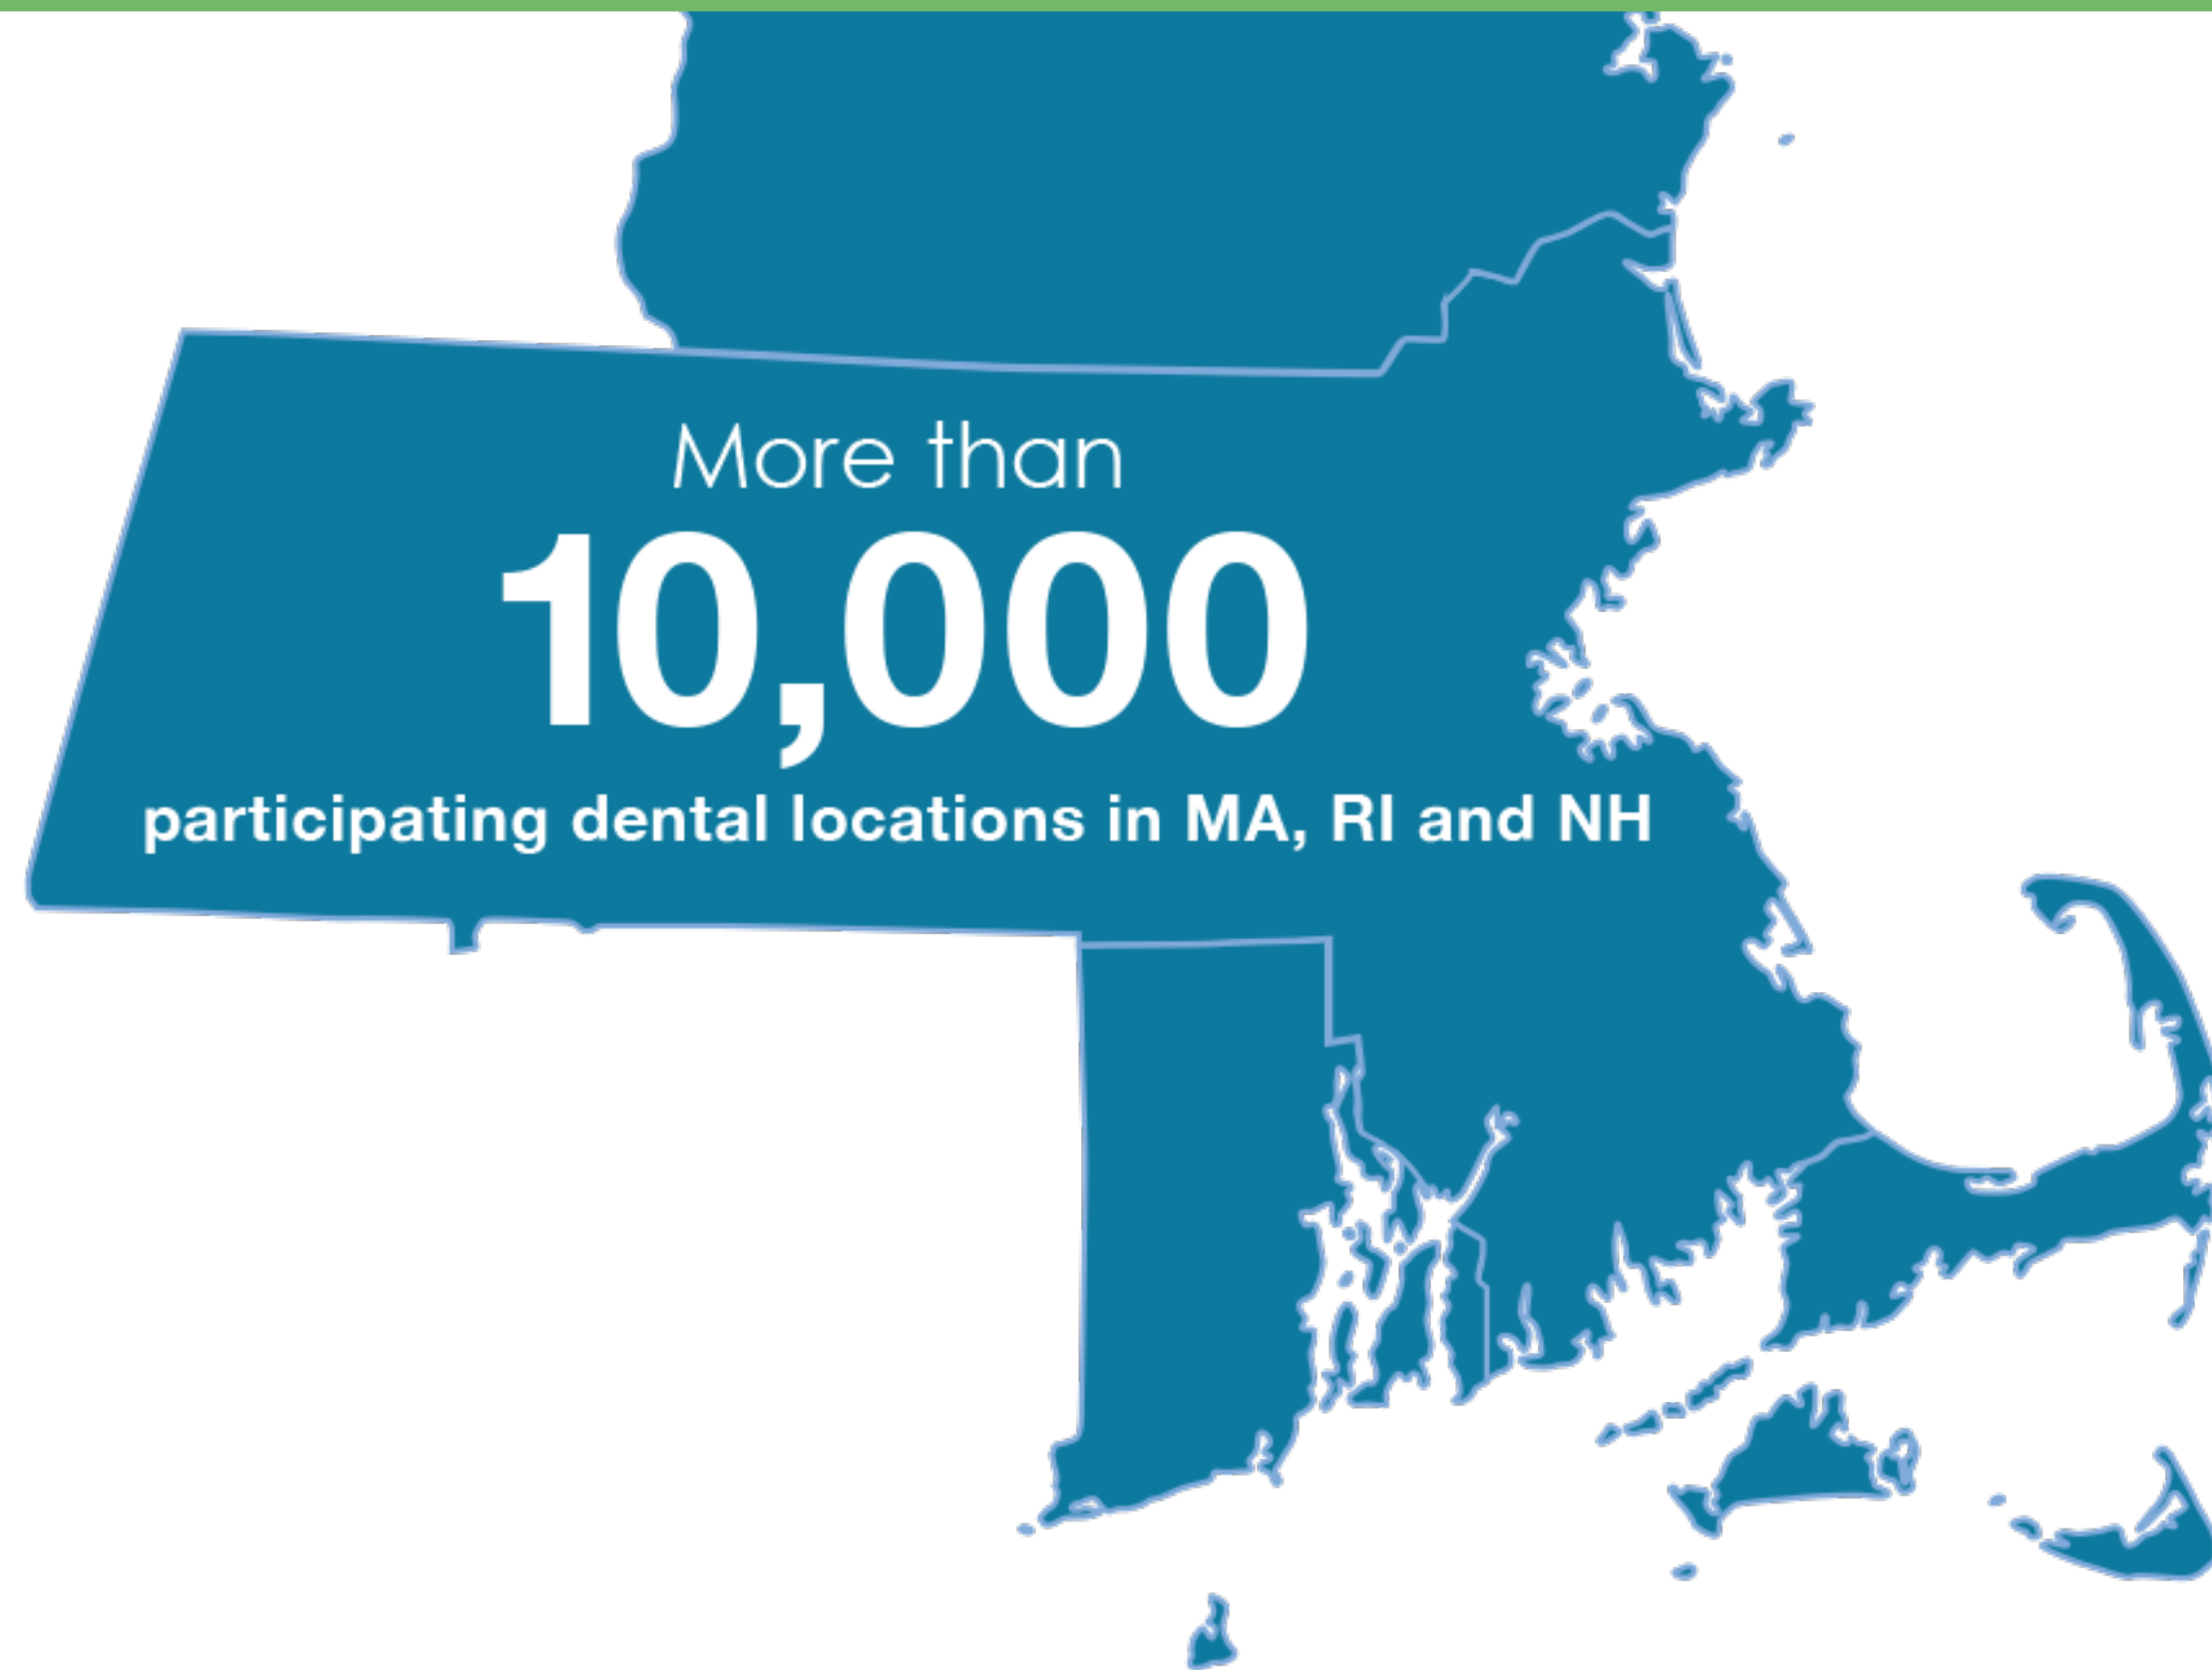 More than
10,000
participating dental locations in MA, RI and NH